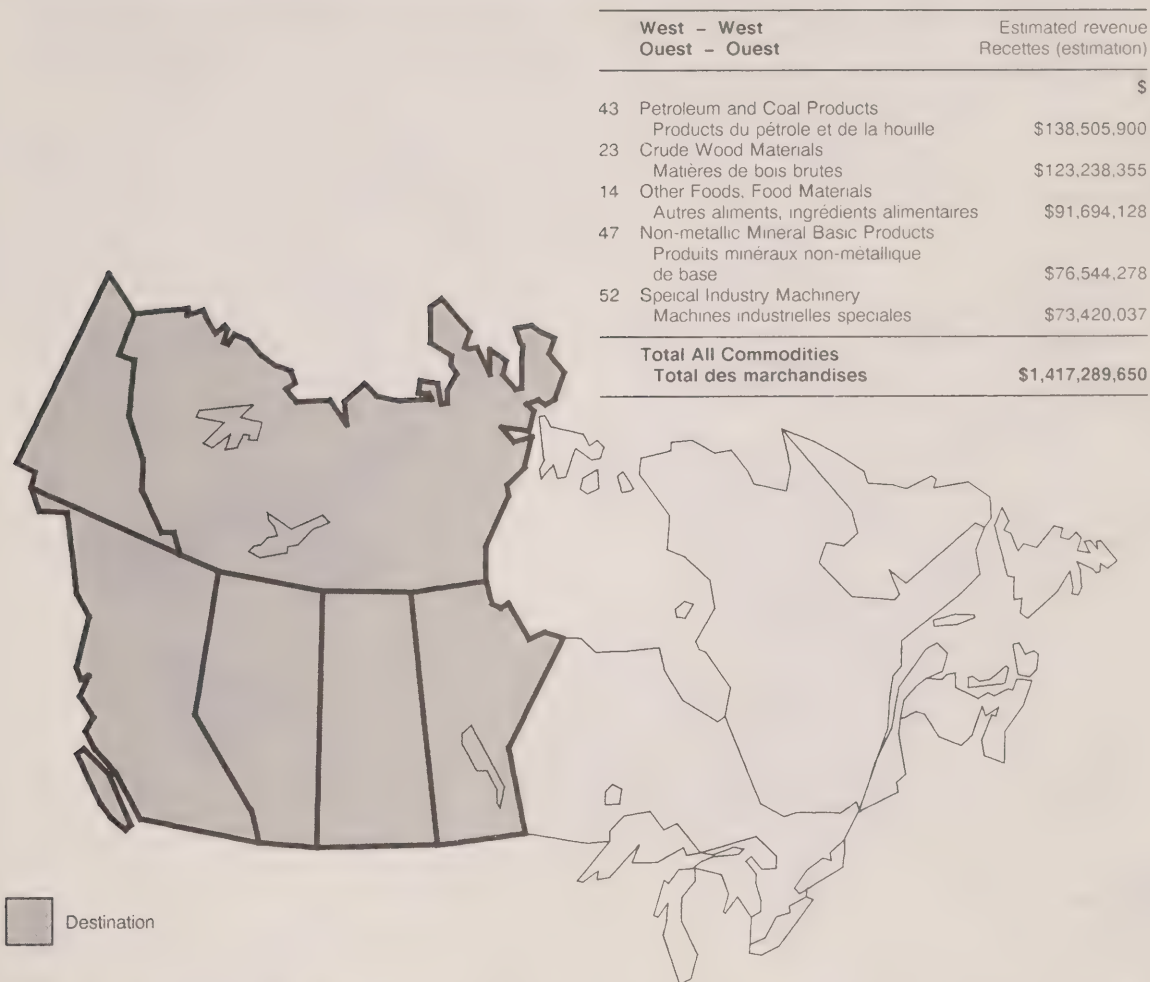 West – West Estimated revenue
Ouest – Ouest Recettes (estimation)
$
43 Petroleum and Coal Products
Products du pétrole et de la houille $138,505,900
23 Crude Wood Materials
Matières de bois brutes $123,238,355
14 Other Foods, Food Materials
Autres aliments, ingrédients alimentaires $91,694,128
47 Non-metallic Mineral Basic Products
Produits minéraux non-métallique
de base $76,544,278
52 Speical Industry Machinery
Machines industrielles speciales $73,420,037
Total All Commodities
Total des marchandises $1,417,289,650
Destination